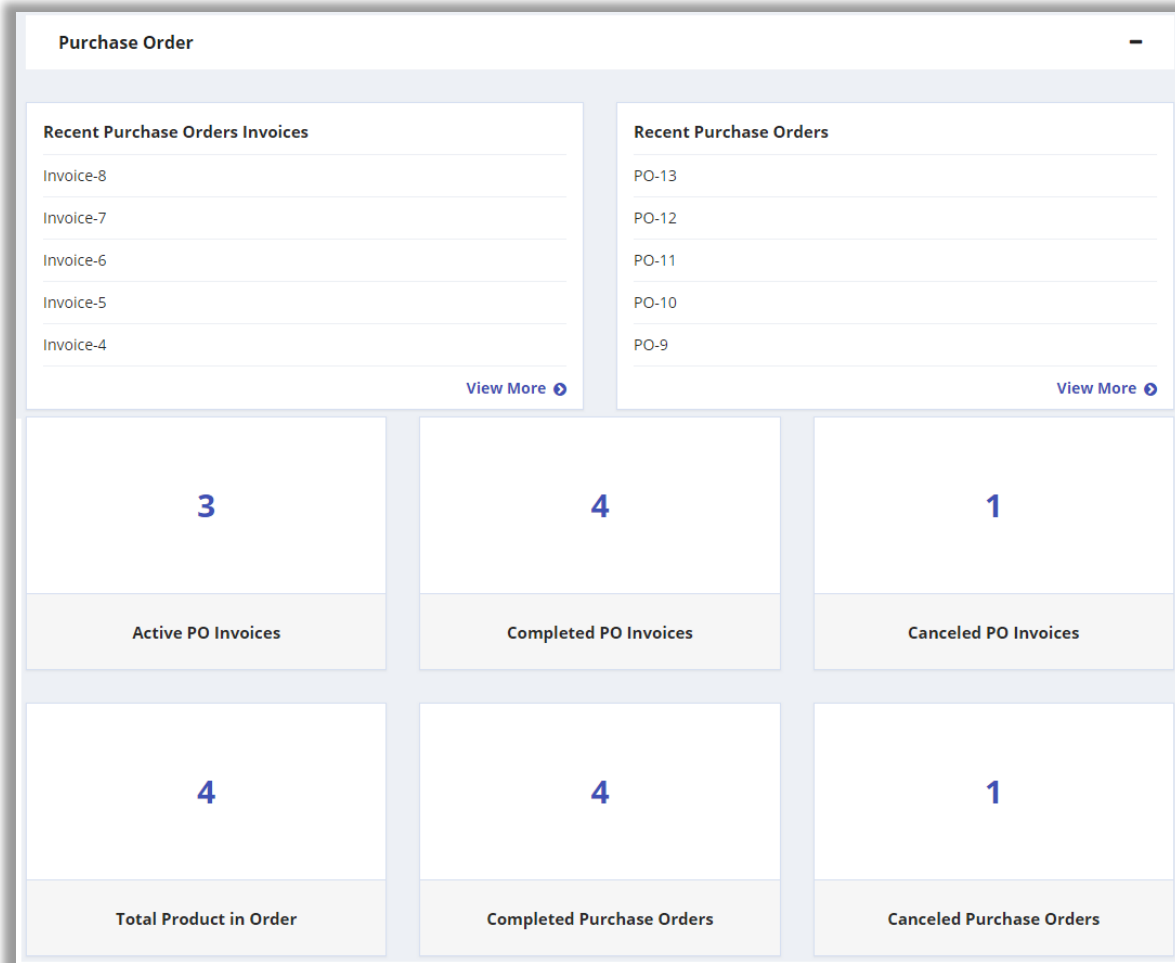 Purchase Order
Recent Purchase Orders Invoices
Invoice-8
Invoice-7
Invoice-6
Invoice-5
Invoice-4
View More
Recent Purchase Orders
PO-13
PO-12
PO-11
PO-10
PO-9
View More
3
Active PO Invoices
4
Completed PO Invoices
1
Canceled PO Invoices
4
Total Product in Order
4
Completed Purchase Orders
1
Canceled Purchase Orders